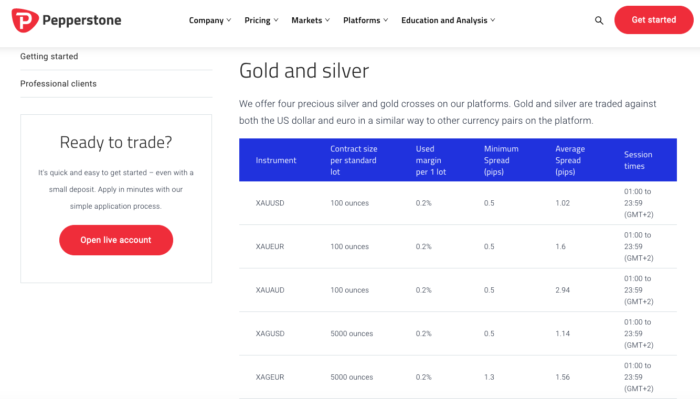 Pepperstone
Company Pricing Markets Platforms Education and Analysis Get started
Getting started
Professional clients
Ready to trade?
It's quick and easy to get started – even with a
small deposit. Apply in minutes with our
simple application process.
Open live account
Gold and silver
We offer four precious silver and gold crosses on our platforms. Gold and silver are traded against
both the US dollar and euro in a similar way to other currency pairs on the platform.
Instrument
Contract size
per standard
lot
Used
margin
per 1 lot
Minimum
Spread
(pips)
Average
Spread
(pips)
Session
times
XAUUSD 100 ounces 0.2% 0.5 1.02
01:00 to
23:59
(GMT+2)
XAUEUR 100 ounces 0.2% 0.5 1.6
01:00 to
23:59
(GMT+2)
XAUAUD 100 ounces 0.2% 0.5 2.94
01:00 to
23:59
(GMT+2)
XAGUSD 5000 ounces 0.2% 0.5 1.14
01:00 to
23:59
(GMT+2)
XAGEUR 5000 ounces 0.2% 1.3 1.56
01:00 to
23:59
(GMT+2)